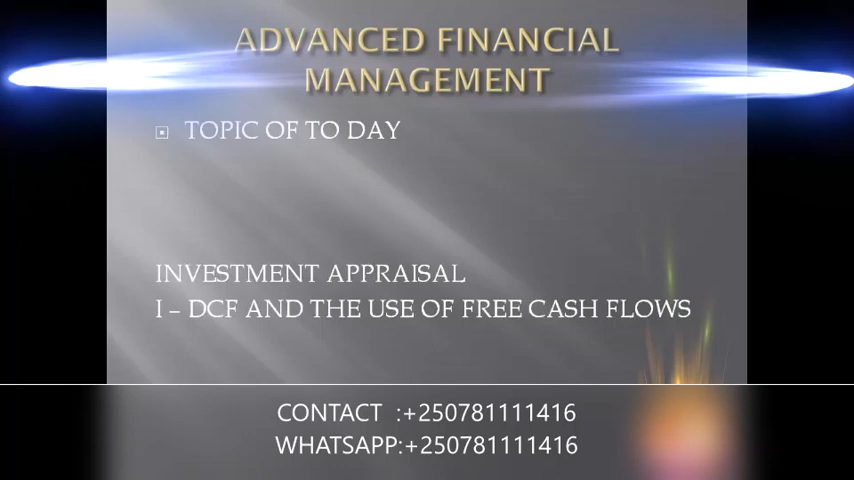 ADVANCED FINANCIAL
MANAGEMENT
TOPIC OF TO DAY
INVESTMENT APPRAISAL
I – DCF AND THE USE OF FREE CASH FLOWS
CONTACT :+250781111416
WHATSAPP:+250781111416